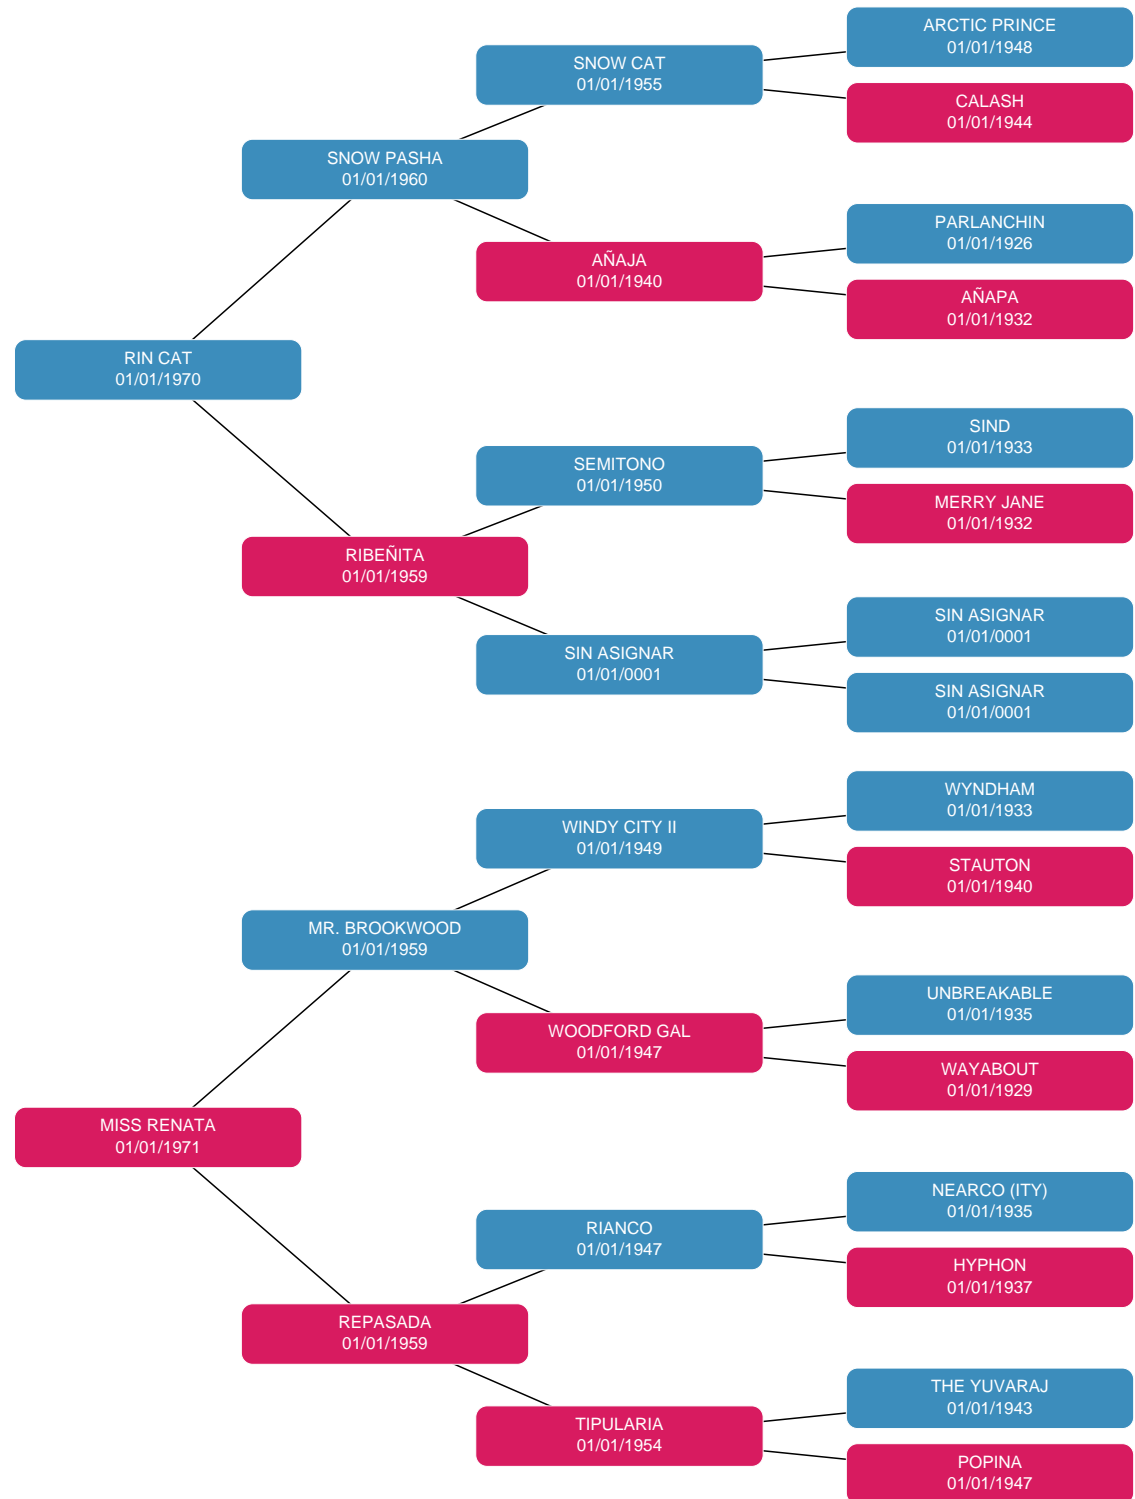 ARCTIC PRINCE
01/01/1948
SNOW CAT
01/01/1955
CALASH
01/01/1944
SNOW PASHA
01/01/1960
PARLANCHIN
01/01/1926
AÑAJA
01/01/1940
AÑAPA
01/01/1932
RIN CAT
01/01/1970
SIND
01/01/1933
SEMITONO
01/01/1950
MERRY JANE
01/01/1932
RIBEÑITA
01/01/1959
SIN ASIGNAR
01/01/0001
SIN ASIGNAR
01/01/0001
SIN ASIGNAR
01/01/0001
WYNDHAM
01/01/1933
WINDY CITY II
01/01/1949
STAUTON
01/01/1940
MR. BROOKWOOD
01/01/1959
UNBREAKABLE
01/01/1935
WOODFORD GAL
01/01/1947
WAYABOUT
01/01/1929
MISS RENATA
01/01/1971
NEARCO (ITY)
01/01/1935
RIANCO
01/01/1947
HYPHON
01/01/1937
REPASADA
01/01/1959
THE YUVARAJ
01/01/1943
TIPULARIA
01/01/1954
POPINA
01/01/1947